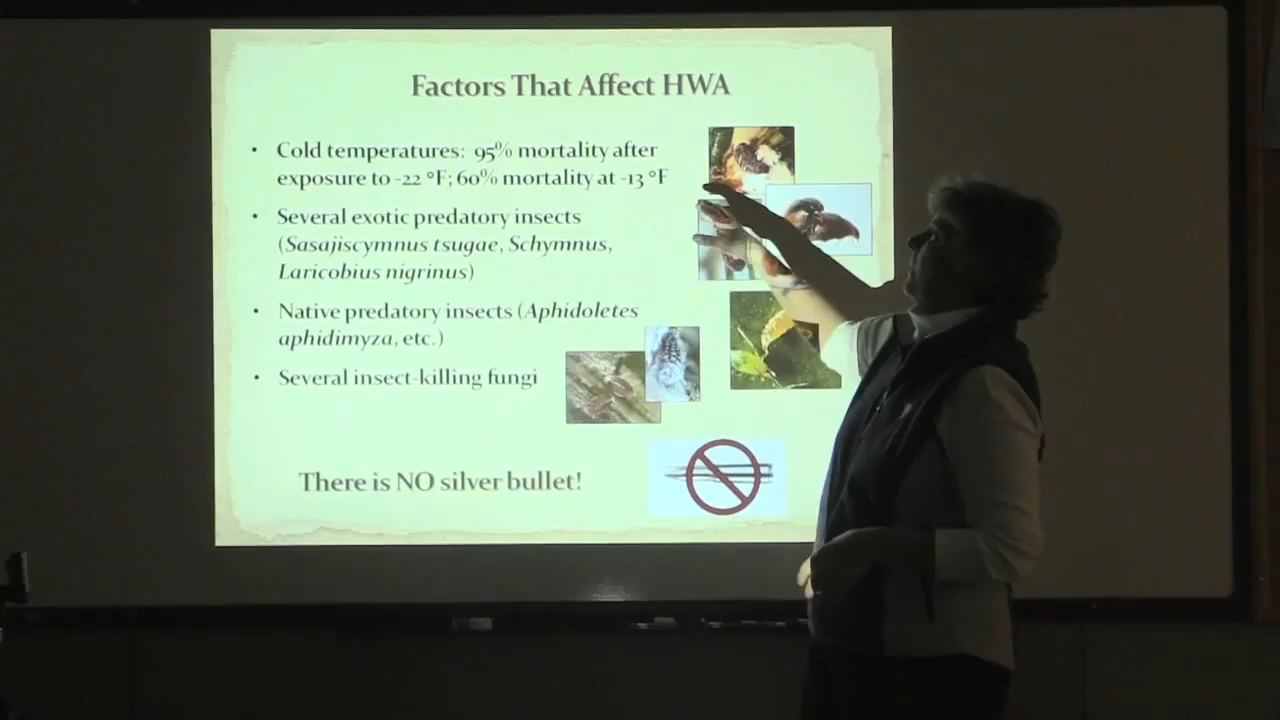 Factors That Affect HWA
• Cold temperatures: 95% mortality after
exposure to -22 °F; 60% mortality at -13 °F
• Several exotic predatory insects
(Sasajiscymnus tsugae, Schymnus,
Laricobius nigrinus)
• Native predatory insects (Aphidoletes
aphidimyza, etc.)
• Several insect-killing fungi
There is NO silver bullet!